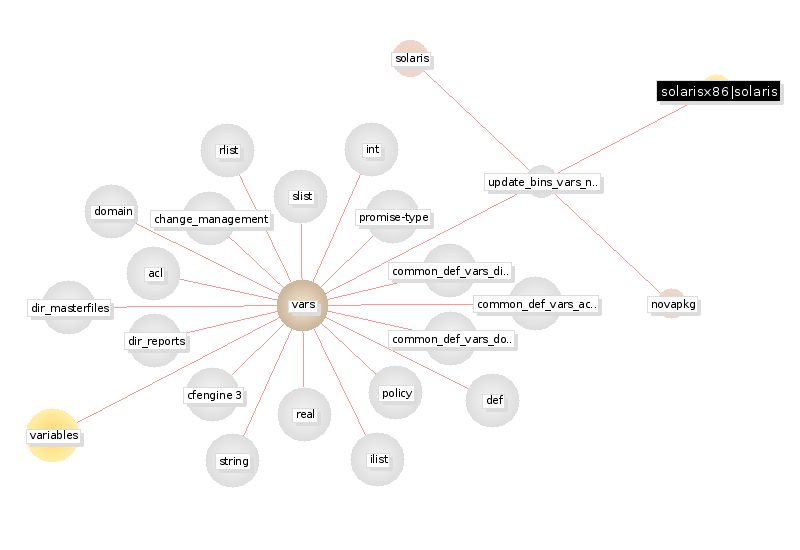 solaris
solarisx86|solaris
rlist
int
update_bins_vars_n..
slist
domain
change_management
promise-type
acl
common_def_vars_di..
dir_masterfiles
vars
common_def_vars_ac..
novapkg
dir_reports
common_def_vars_do..
cfengine 3
policy
def
real
variables
string
ilist